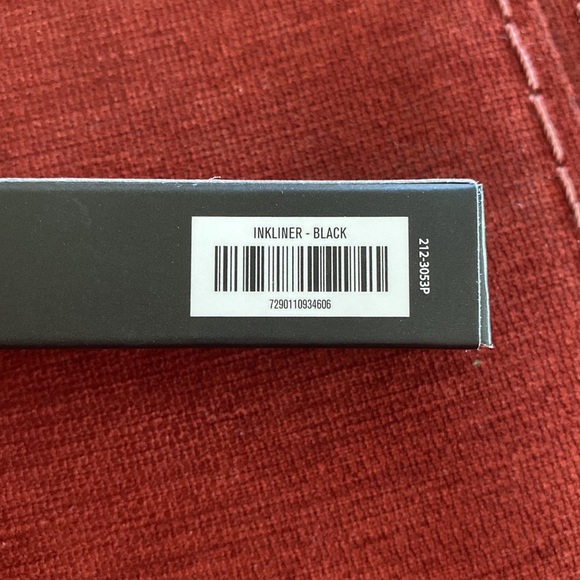 INKLINER - BLACK
7290110934606
212-3053P